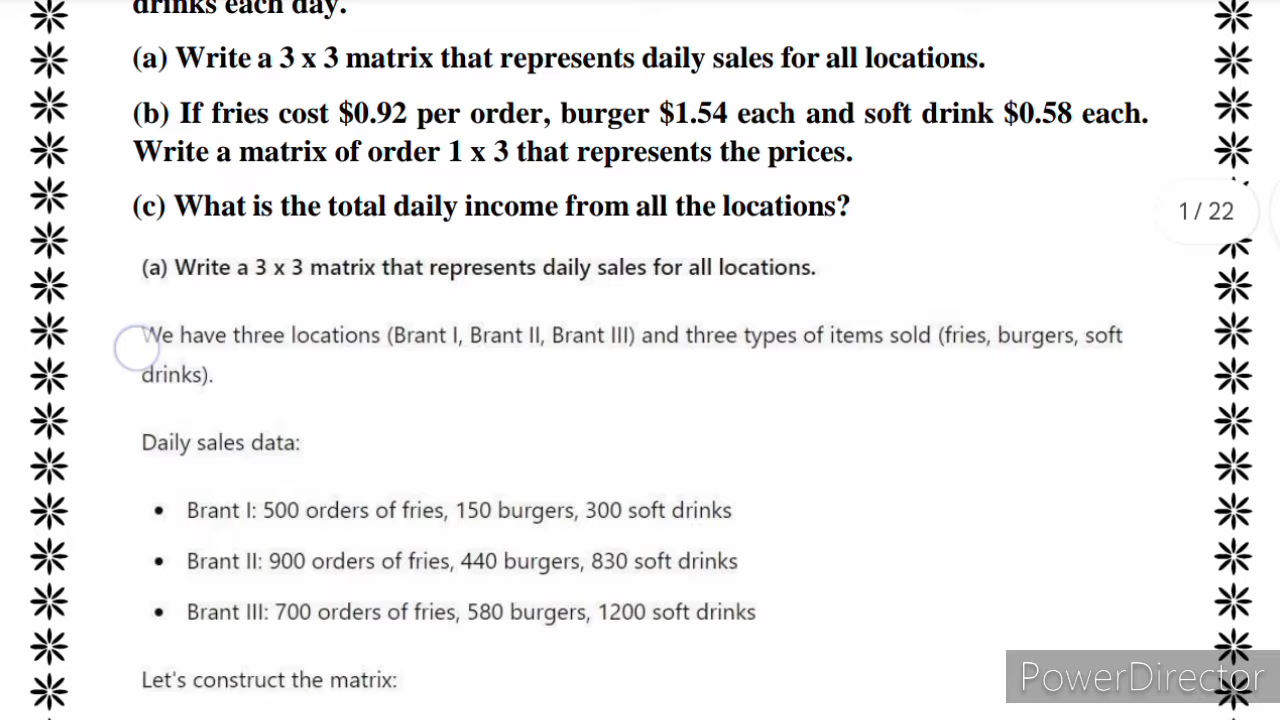 drinks each day.
(a) Write a 3 x 3 matrix that represents daily sales for all locations.
(b) If fries cost $0.92 per order, burger $1.54 each and soft drink $0.58 each.
Write a matrix of order 1 x 3 that represents the prices.
(c) What is the total daily income from all the locations?
1 / 22
(a) Write a 3 x 3 matrix that represents daily sales for all locations.
We have three locations (Brant I, Brant II, Brant III) and three types of items sold (fries, burgers, soft
drinks).
Daily sales data:
• Brant I: 500 orders of fries, 150 burgers, 300 soft drinks
• Brant II: 900 orders of fries, 440 burgers, 830 soft drinks
• Brant III: 700 orders of fries, 580 burgers, 1200 soft drinks
Let's construct the matrix:
PowerDirector